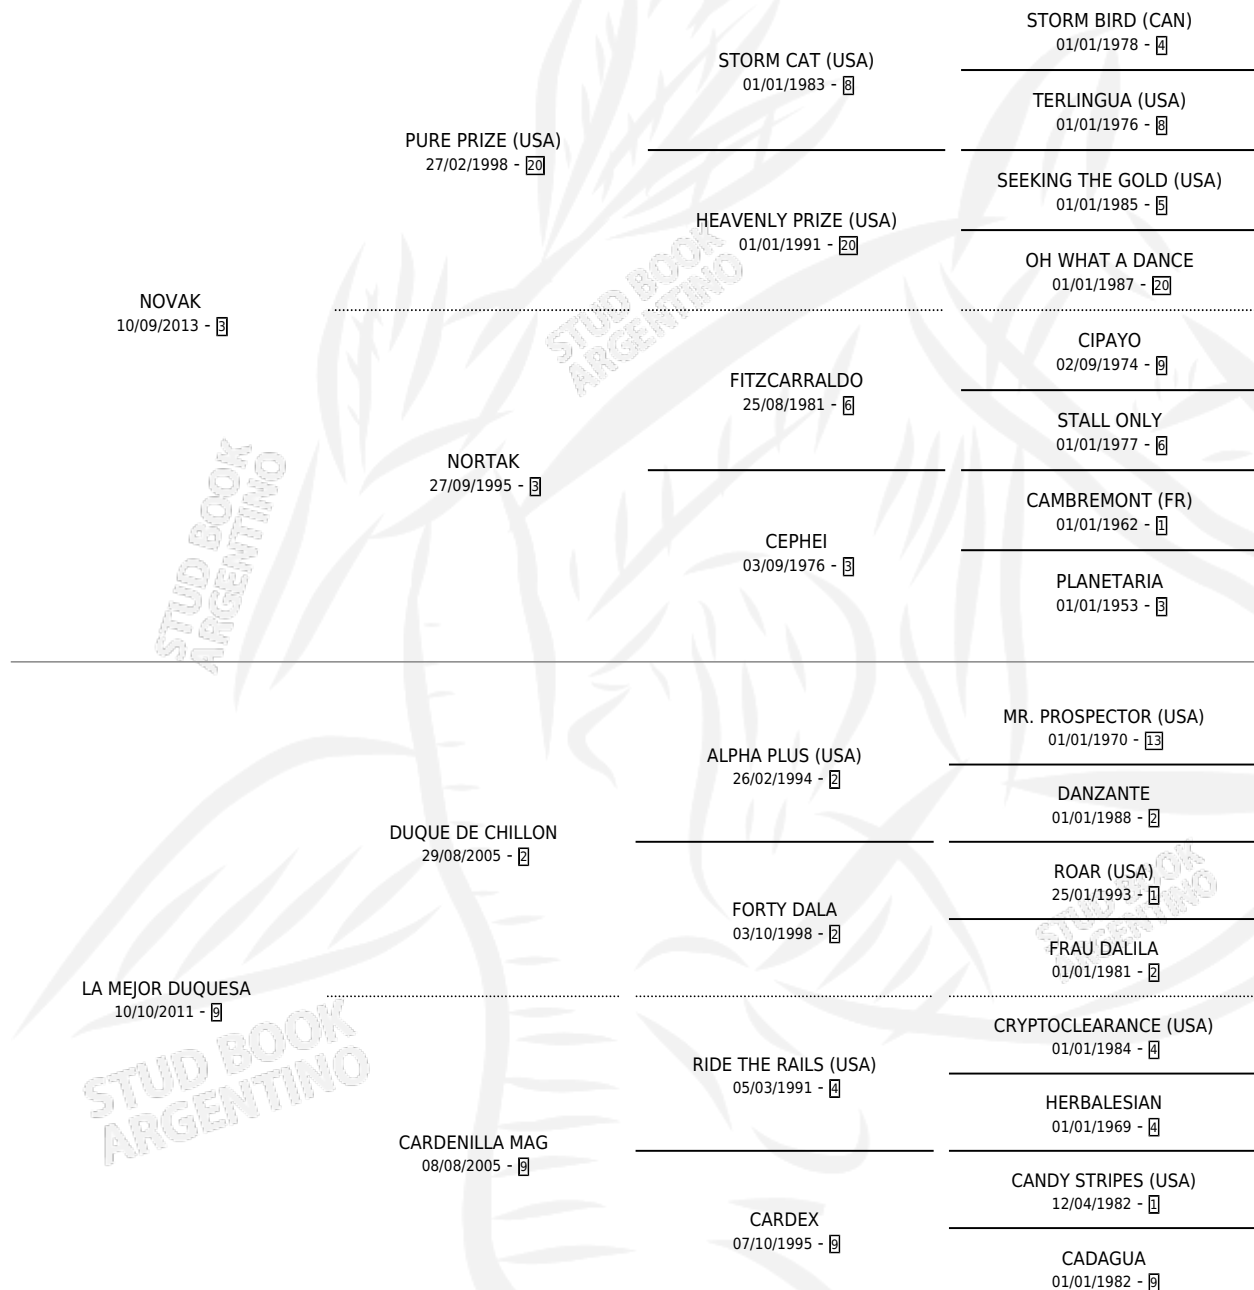 STORM BIRD (CAN)
01/01/1978 - 4
STORM CAT (USA)
01/01/1983 - 8
TERLINGUA (USA)
01/01/1976 - 8
PURE PRIZE (USA)
27/02/1998 - 20
SEEKING THE GOLD (USA)
01/01/1985 - 5
HEAVENLY PRIZE (USA)
01/01/1991 - 20
OH WHAT A DANCE
01/01/1987 - 20
NOVAK
10/09/2013 - 3
CIPAYO
02/09/1974 - 9
FITZCARRALDO
25/08/1981 - 6
STALL ONLY
01/01/1977 - 6
NORTAK
27/09/1995 - 3
CAMBREMONT (FR)
01/01/1962 - 1
CEPHEI
03/09/1976 - 3
PLANETARIA
01/01/1953 - 3
STUD BOOK
ARGENTINO
STUD BOOK
ARGENTINO
MR. PROSPECTOR (USA)
01/01/1970 - 13
ALPHA PLUS (USA)
26/02/1994 - 2
DANZANTE
01/01/1988 - 2
DUQUE DE CHILLON
29/08/2005 - 2
ROAR (USA)
25/01/1993 - 1
FORTY DALA
03/10/1998 - 2
FRAU DALILA
01/01/1981 - 2
STUD BOOK
ARGENTINO
LA MEJOR DUQUESA
10/10/2011 - 9
CRYPTOCLEARANCE (USA)
01/01/1984 - 4
RIDE THE RAILS (USA)
05/03/1991 - 4
HERBALESIAN
01/01/1969 - 4
CARDENILLA MAG
08/08/2005 - 9
CANDY STRIPES (USA)
12/04/1982 - 1
CARDEX
07/10/1995 - 9
CADAGUA
01/01/1982 - 9
STUD BOOK
ARGENTINO